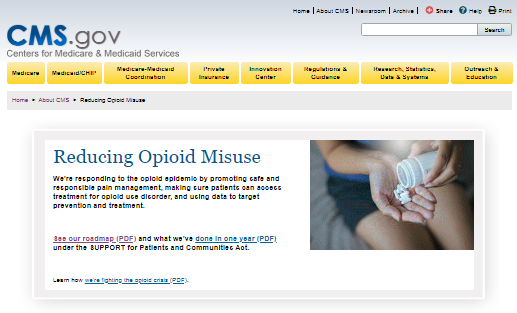 Home | About CMS | Newsroom | Archive | Share Help Print
CMS.gov
Search
Centers for Medicare & Medicaid Services
Medicare
Medicaid/CHIP
Medicare-Medicaid
Coordination
Private
Insurance
Innovation
Center
Regulations &
Guidance
Research, Statistics,
Data & Systems
Outreach &
Education
Home > About CMS > Reducing Opioid Misuse
Reducing Opioid Misuse
We're responding to the opioid epidemic by promoting safe and
responsible pain management, making sure patients can access
treatment for opioid use disorder, and using data to target
prevention and treatment.
See our roadmap (PDF) and what we've done in one year (PDF)
under the SUPPORT for Patients and Communities Act.
Learn how we're fighting the opioid crisis (PDF).